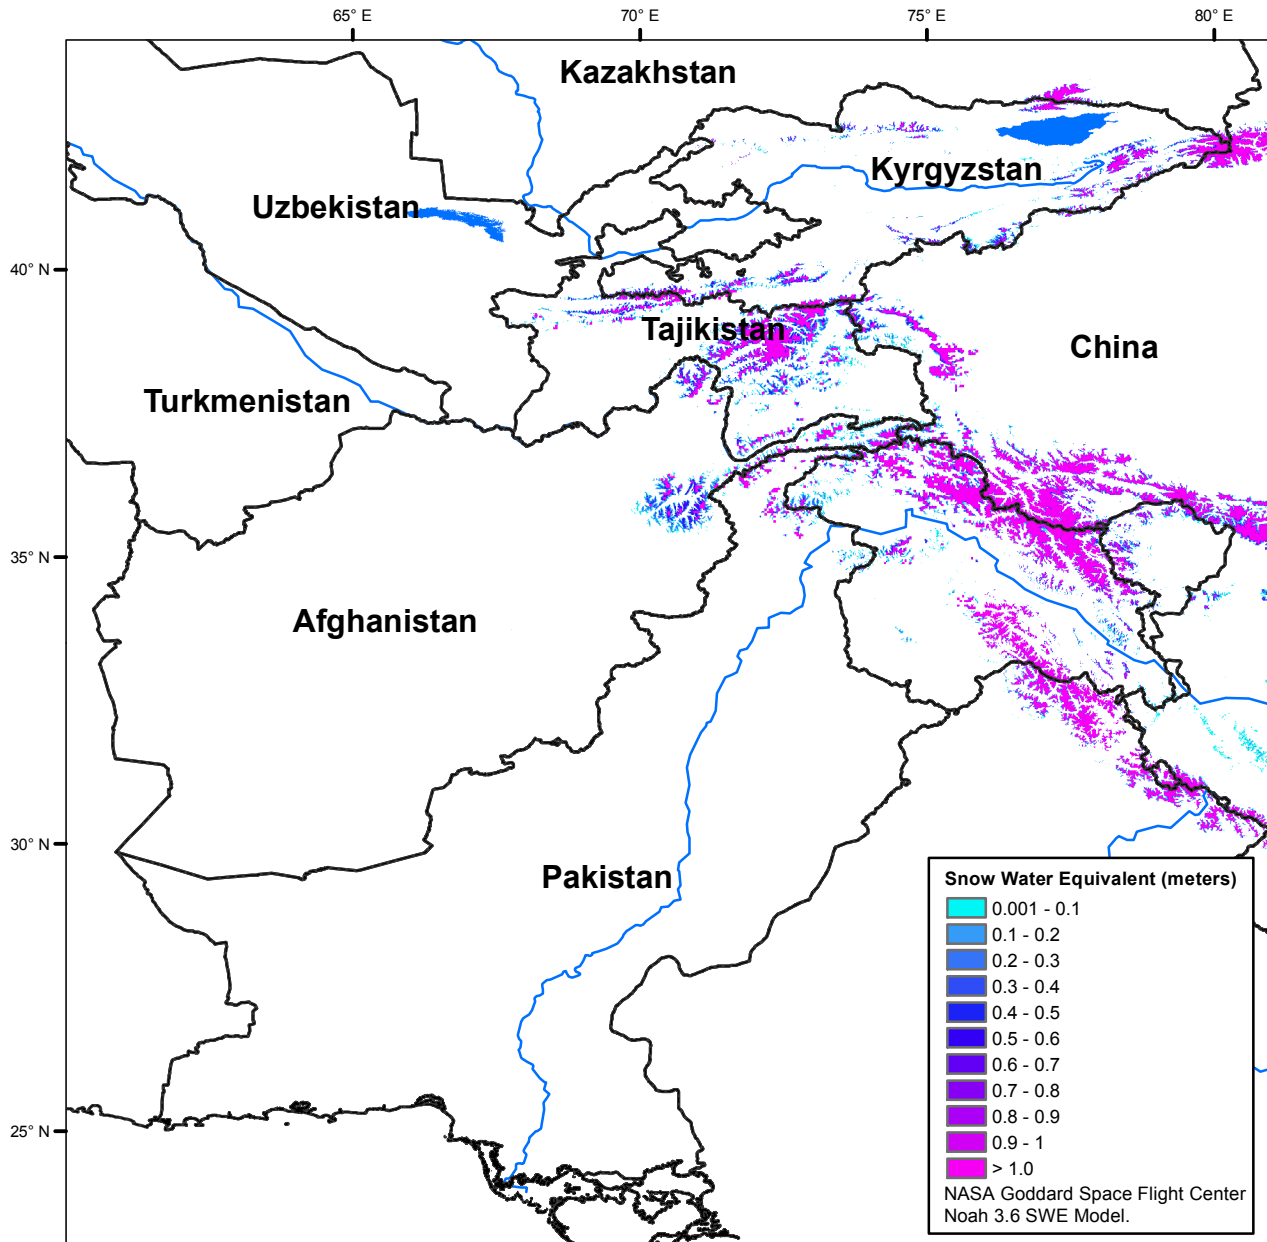 65° E
70° E
75° E
80° E
Kazakhstan
Kyrgyzstan
Uzbekistan
40° N
Tajikistan
China
Turkmenistan
35° N
Afghanistan
30° N
Pakistan
25° N
Snow Water Equivalent (meters)
0.001 - 0.1
0.1 - 0.2
0.2 - 0.3
0.3 - 0.4
0.4 - 0.5
0.5 - 0.6
0.6 - 0.7
0.7 - 0.8
0.8 - 0.9
0.9 - 1
> 1.0
NASA Goddard Space Flight Center
Noah 3.6 SWE Model.